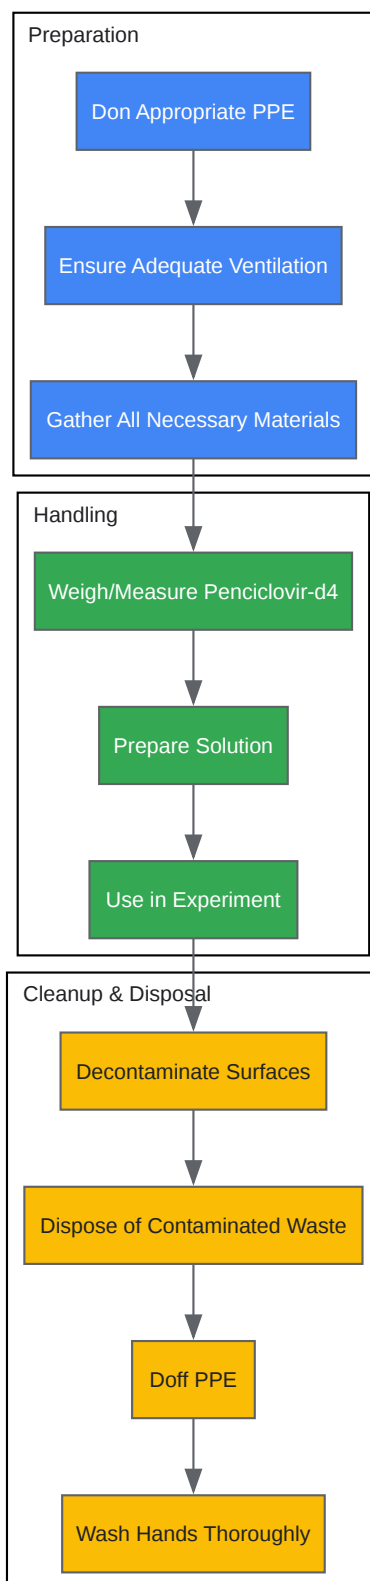 Preparation
Don Appropriate PPE
Ensure Adequate Ventilation
Gather All Necessary Materials
Handling
Weigh/Measure Penciclovir-d4
Prepare Solution
Use in Experiment
Cleanup & Disposal
Decontaminate Surfaces
Dispose of Contaminated Waste
Doff PPE
Wash Hands Thoroughly